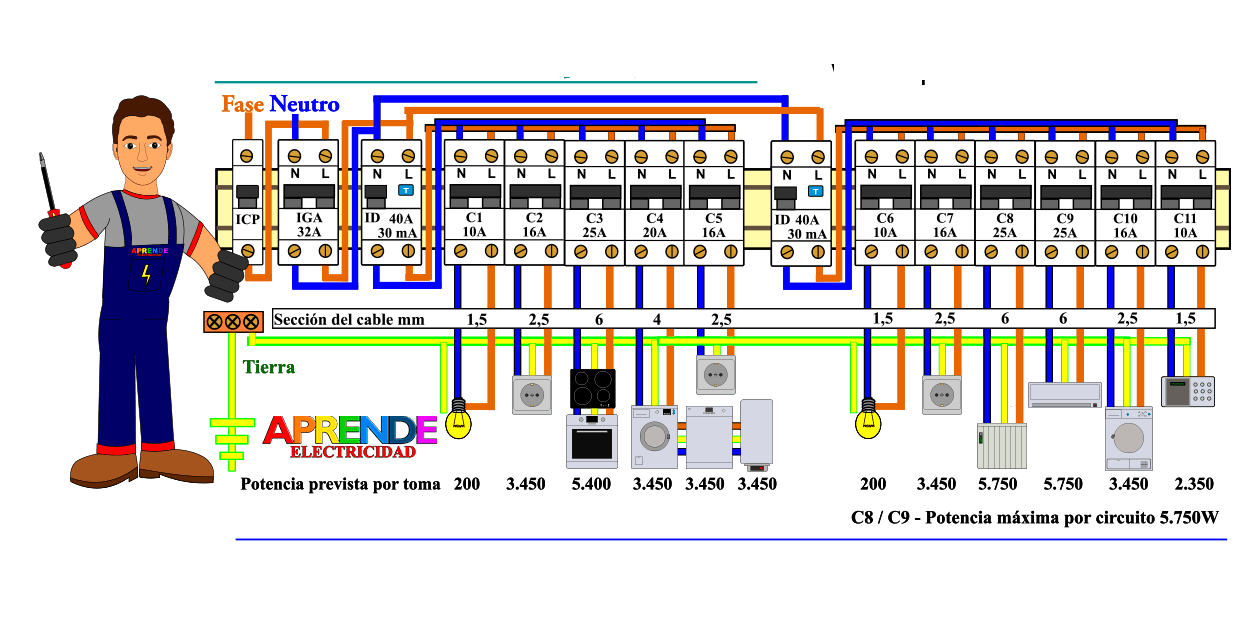 Fase Neutro
N L N L N L N L N L N L N L N L N L N L N L N L N L N L
T T
ICP IGA 32A ID 40A 30 mA C1 10A C2 16A C3 25A C4 20A C5 16A ID 40A 30 mA C6 10A C7 16A C8 25A C9 25A C10 16A C11 10A
APRENDE
Sección del cable mm 1,5 2,5 6 4 2,5 1,5 2,5 6 6 2,5 1,5
Tierra
APRENDE
ELECTRICIDAD
Potencia prevista por toma 200 3.450 5.400 3.450 3.450 3.450 200 3.450 5.750 5.750 3.450 2.350
C8 / C9 - Potencia máxima por circuito 5.750W